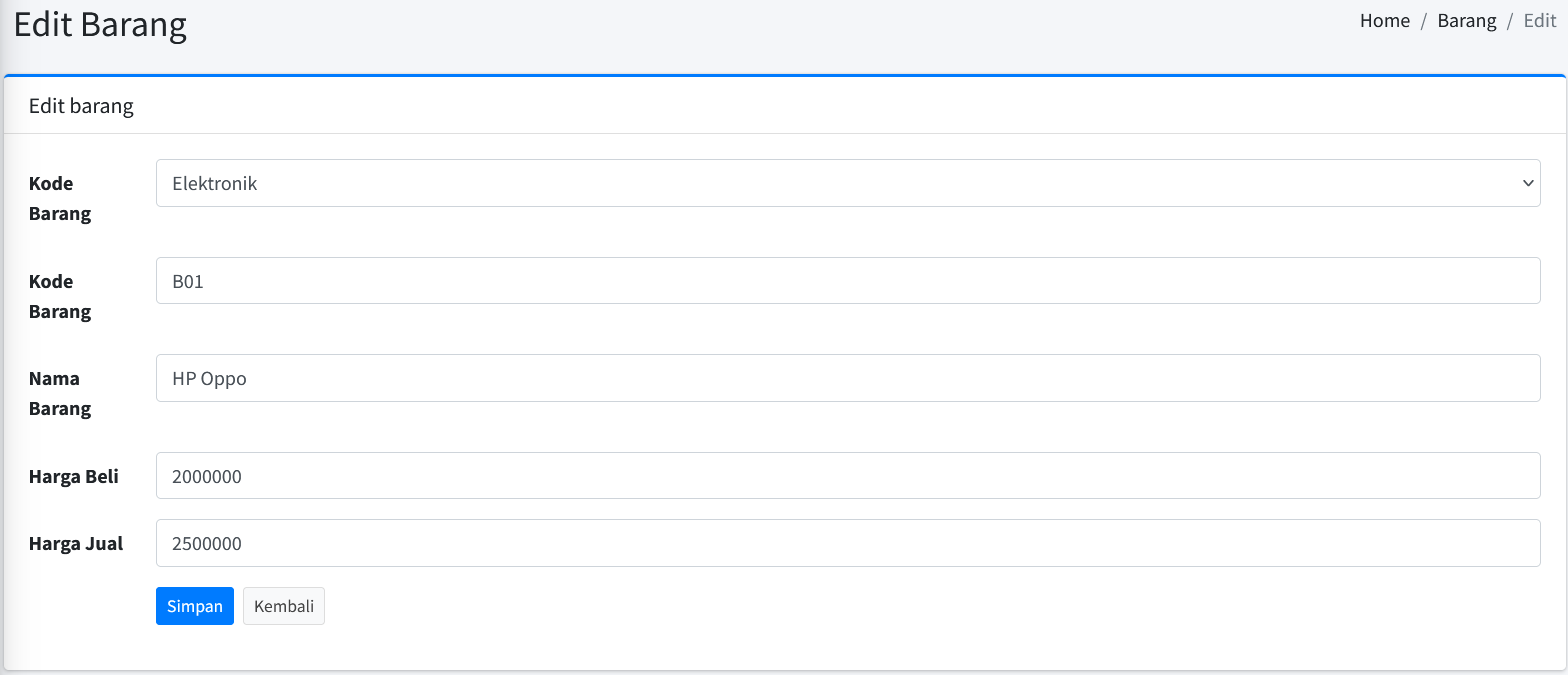 Edit Barang
Home / Barang / Edit
Edit barang
Kode
Barang
Elektronik
Kode
Barang
B01
Nama
Barang
HP Oppo
Harga Beli
2000000
Harga Jual
2500000
Simpan
Kembali